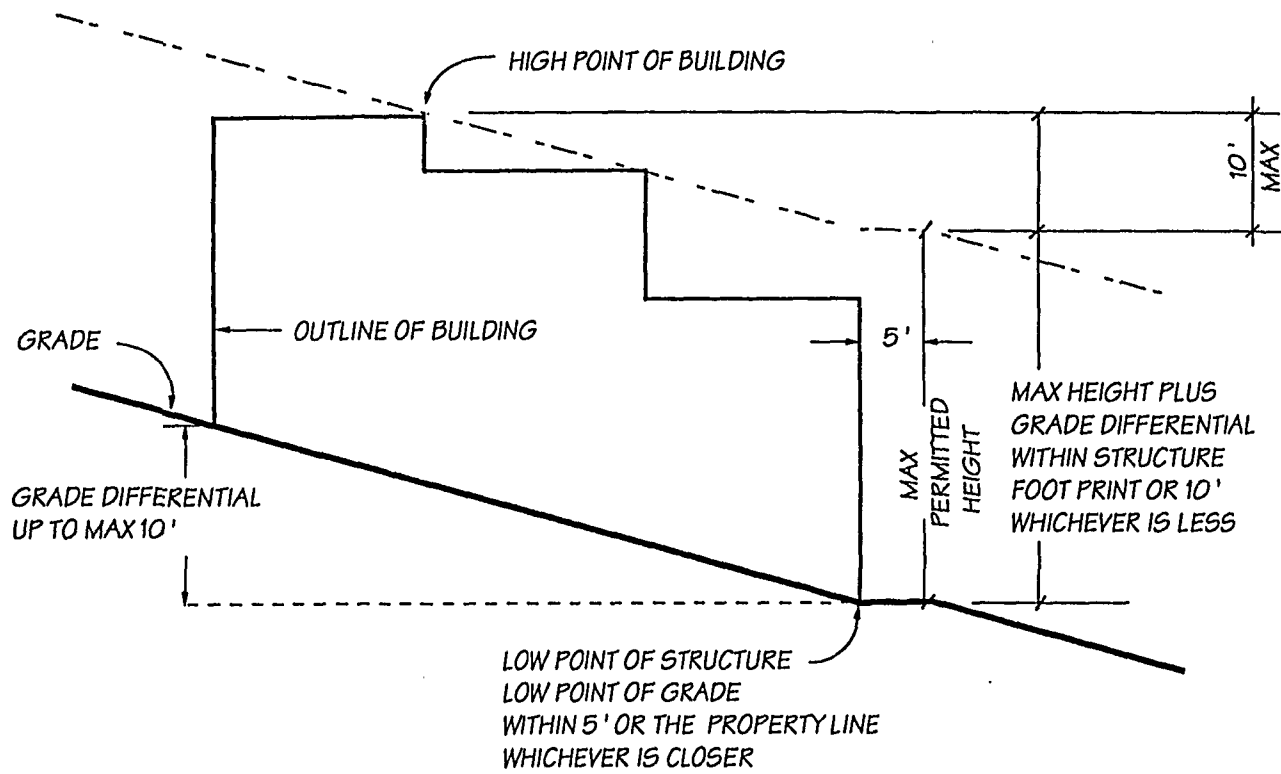 HIGH POINT OF BUILDING
10'
MAX
OUTLINE OF BUILDING
GRADE
5'
MAX
PERMITTED
HEIGHT
MAX HEIGHT PLUS
GRADE DIFFERENTIAL
WITHIN STRUCTURE
FOOT PRINT OR 10'
WHICHEVER IS LESS
GRADE DIFFERENTIAL
UP TO MAX 10'
LOW POINT OF STRUCTURE
LOW POINT OF GRADE
WITHIN 5' OR THE PROPERTY LINE
WHICHEVER IS CLOSER